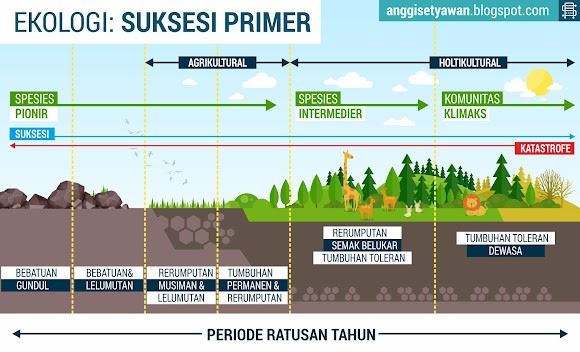 EKOLOGI: SUKSESI PRIMER
anggisetyawan.blogspot.com
AGRIKULTURAL
HOLTIKULTURAL
SPESIES
PIONIR
SPESIES
INTERMEDIER
KOMUNITAS
KLIMAKS
SUKSESI
KATASTROFE
RERUMPUTAN
SEMAK BELUKAR
TUMBUHAN TOLERAN
TUMBUHAN TOLERAN
DEWASA
BEBATUAN
GUNDUL
BEBATUAN&
LELUMUTAN
RERUMPUTAN
MUSIMAN &
LELUMUTAN
TUMBUHAN
PERMANEN &
RERUMPUTAN
PERIODE RATUSAN TAHUN